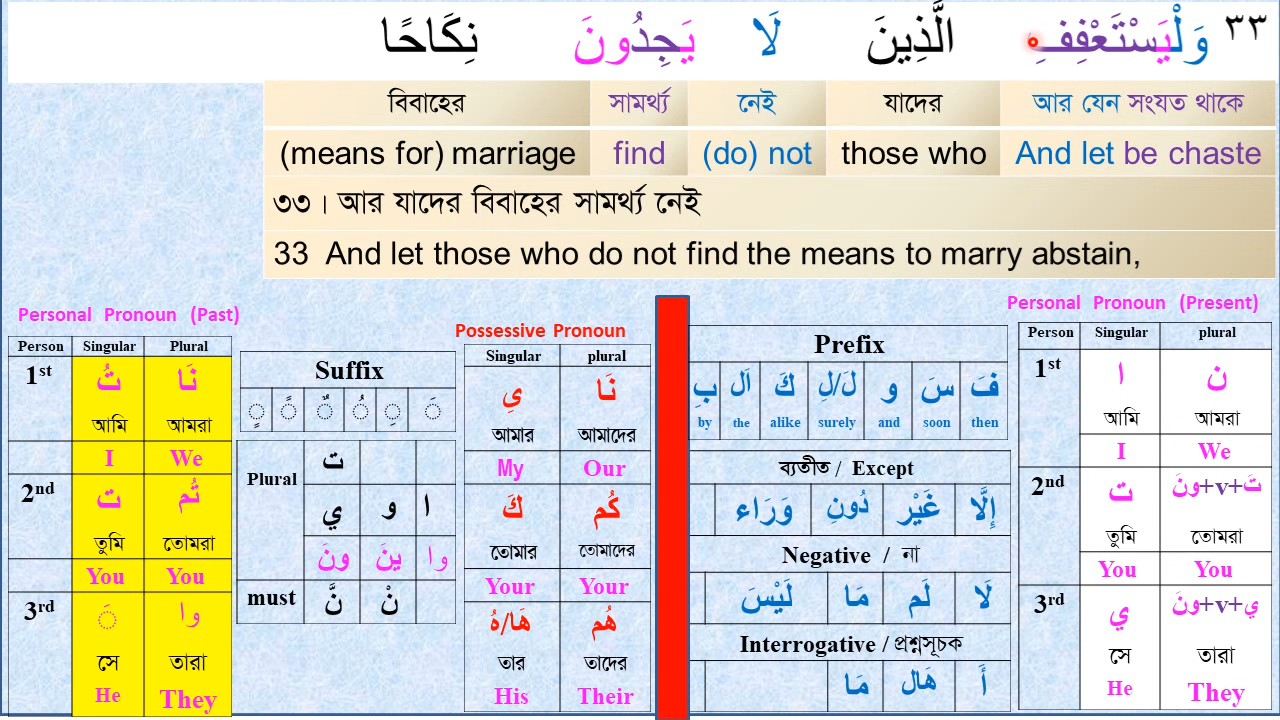 ٣٣ وَلْيَسْتَعْفِفِ الَّذِينَ لَا يَجِدُونَ نِكَاحًا
বিবাহের সামর্থ্য নেই যাদের আর যেন সংযত থাকে
(means for) marriage find (do) not those who And let be chaste
৩৩। আর যাদের বিবাহের সামর্থ্য নেই
33 And let those who do not find the means to marry abstain,
Personal Pronoun (Past)
Person Singular Plural
1st تُ نَا
আমি আমরা
I We
2nd ت تُم
তুমি তোমরা
You You
3rd َ وا
সে তারা
He They
Suffix
ٍ ً ٌ ُ ِ َ
Plural ت
ي و ا
ونَ ينَ وا
must نَّ نْ
Possessive Pronoun
Singular plural
يِ نَا
আমার আমাদের
My Our
كَ كُم
তোমার তোমাদের
Your Your
هَا/هُ هُم
তার তাদের
His Their
Prefix
بِ اَل كَ لَ/لِ و سَ فَ
by the alike surely and soon then
ব্যতীত / Except
وَرَاء دُونِ غَيْر إِلَّا
Negative / না
لَيْسَ مَا لَم لَا
Interrogative / প্রশ্নসূচক
مَا هَال أَ
Personal Pronoun (Present)
Person Singular plural
1st ا ن
আমি আমরা
I We
2nd ت تَ+v+ونَ
তুমি তোমরা
You You
3rd ي ي+v+ونَ
সে তারা
He They